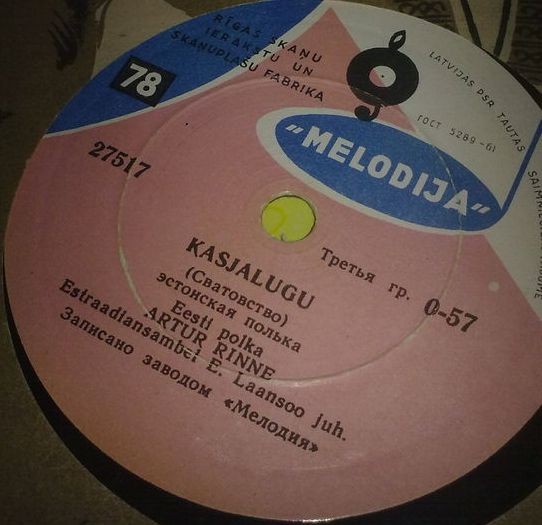 RĪGAS SKAŅU
IERAKSTU UN
SKAŅUPLAŠU FABRIKA
78
LATVIJAS PSR TAUTAS
ГОСТ 5289-61
"MELODIJA"
27517
Третья гр. 0-57
KASJALUGU
(Сватовство)
эстонская полька
Eesti polka
ARTUR RINNE
Estraadiansambel E. Laansoo juh.
Записано заводом «Мелодия»